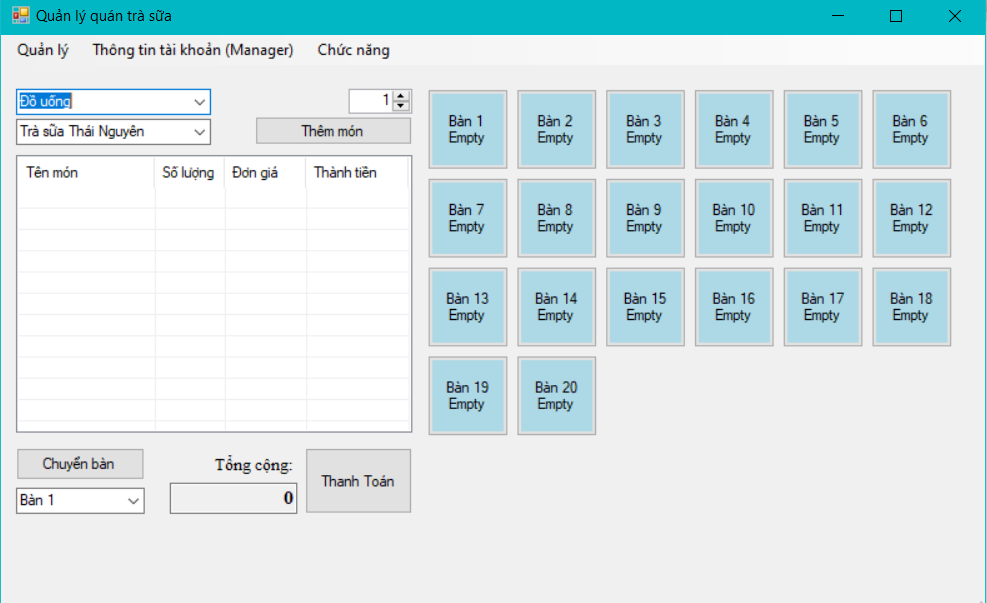 Quản lý quán trà sữa
Quản lý Thông tin tài khoản (Manager) Chức năng
Đồ uống
1
Trà sữa Thái Nguyên
Thêm món
Tên món Số lượng Đơn giá Thành tiền
Chuyển bàn
Bàn 1
Tổng cộng:
0
Thanh Toán
Bàn 1
Empty
Bàn 2
Empty
Bàn 3
Empty
Bàn 4
Empty
Bàn 5
Empty
Bàn 6
Empty
Bàn 7
Empty
Bàn 8
Empty
Bàn 9
Empty
Bàn 10
Empty
Bàn 11
Empty
Bàn 12
Empty
Bàn 13
Empty
Bàn 14
Empty
Bàn 15
Empty
Bàn 16
Empty
Bàn 17
Empty
Bàn 18
Empty
Bàn 19
Empty
Bàn 20
Empty